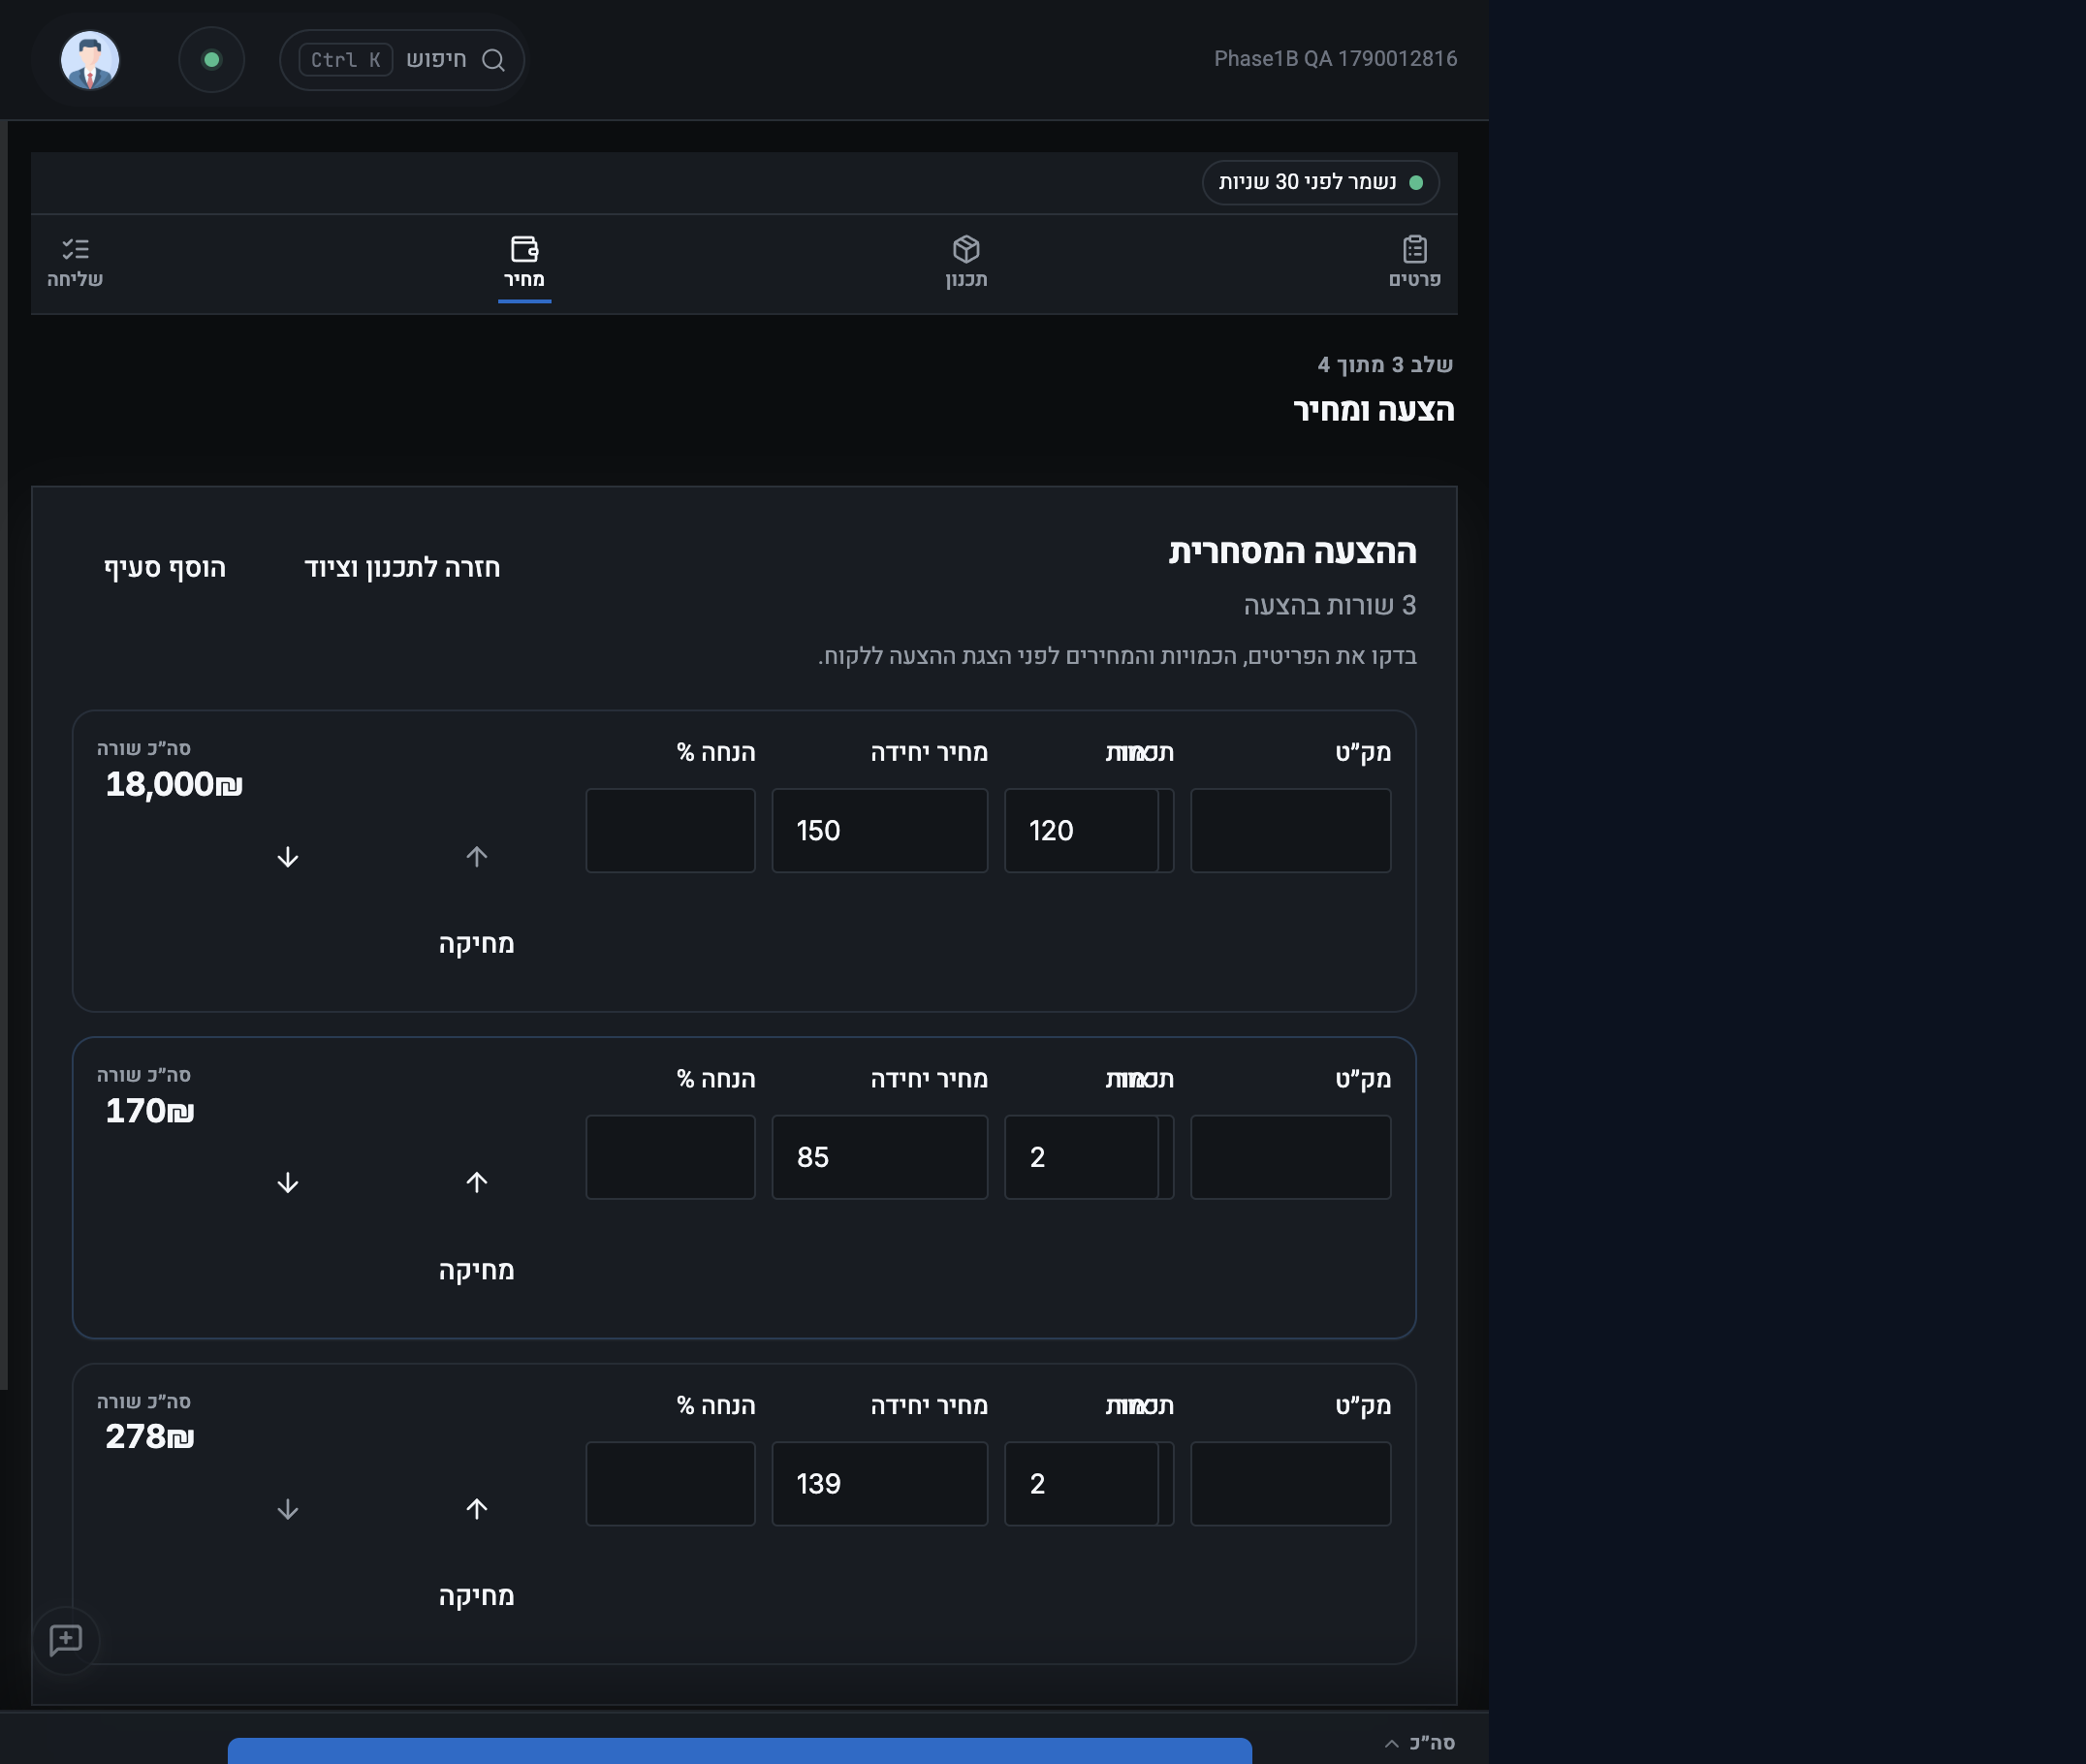 Phase1B QA 1790012816
חיפוש
Ctrl K
נשמר לפני 30 שניות
פרטים
תכנון
מחיר
שליחה
שלב 3 מתוך 4
הצעה ומחיר
ההצעה המסחרית
חזרה לתכנון וציוד
הוסף סעיף
3 שורות בהצעה
בדקו את הפריטים, הכמויות והמחירים לפני הצגת ההצעה ללקוח.
מק״ט
מחיר יחידה
הנחה %
סה״כ שורה
₪18,000
120
150
מחיקה
מק״ט
מחיר יחידה
הנחה %
סה״כ שורה
₪170
2
85
מחיקה
מק״ט
מחיר יחידה
הנחה %
סה״כ שורה
₪278
2
139
מחיקה
סה״כ